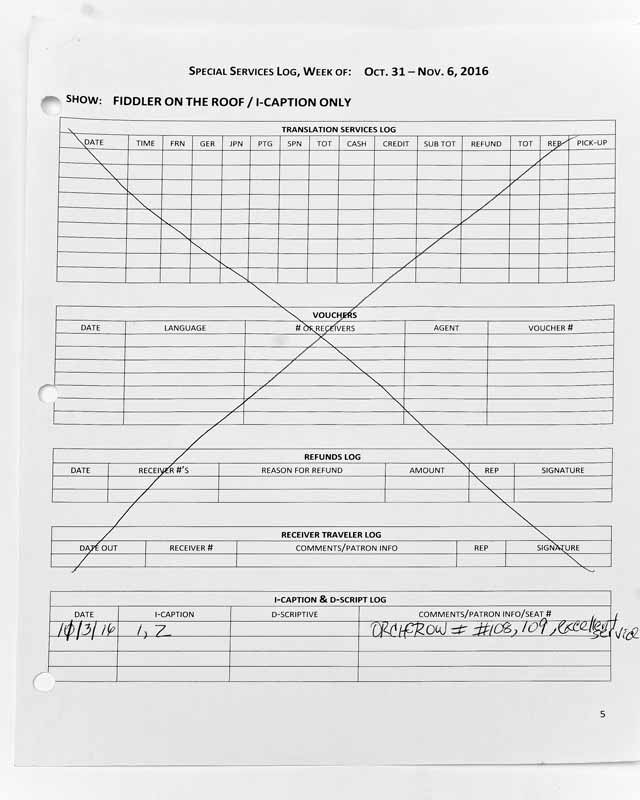 SPECIAL SERVICES LOG, WEEK OF: OCT. 31 – NOV. 6, 2016
SHOW: FIDDLER ON THE ROOF / I-CAPTION ONLY
TRANSLATION SERVICES LOG
DATE TIME FRN GER JPN PTG SPN TOT CASH CREDIT SUB TOT REFUND TOT REP PICK-UP
VOUCHERS
DATE LANGUAGE # OF RECEIVERS AGENT VOUCHER #
REFUNDS LOG
DATE RECEIVER #'S REASON FOR REFUND AMOUNT REP SIGNATURE
RECEIVER TRAVELER LOG
DATE OUT RECEIVER # COMMENTS/PATRON INFO REP SIGNATURE
I-CAPTION & D-SCRIPT LOG
DATE I-CAPTION D-SCRIPTIVE COMMENTS/PATRON INFO/SEAT #
/3/16 1, 2 #108, 109, excellent
service
5